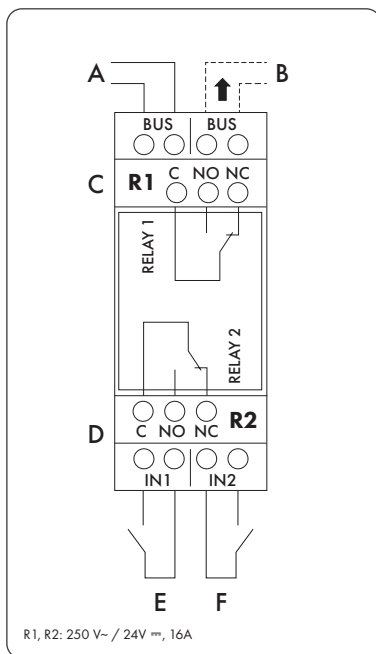 A B
BUS BUS
C R1 C NO NC
RELAY 1
RELAY 2
D C NO NC R2
IN1 IN2
E F
R1, R2: 250 V~ / 24V ⎓, 16A